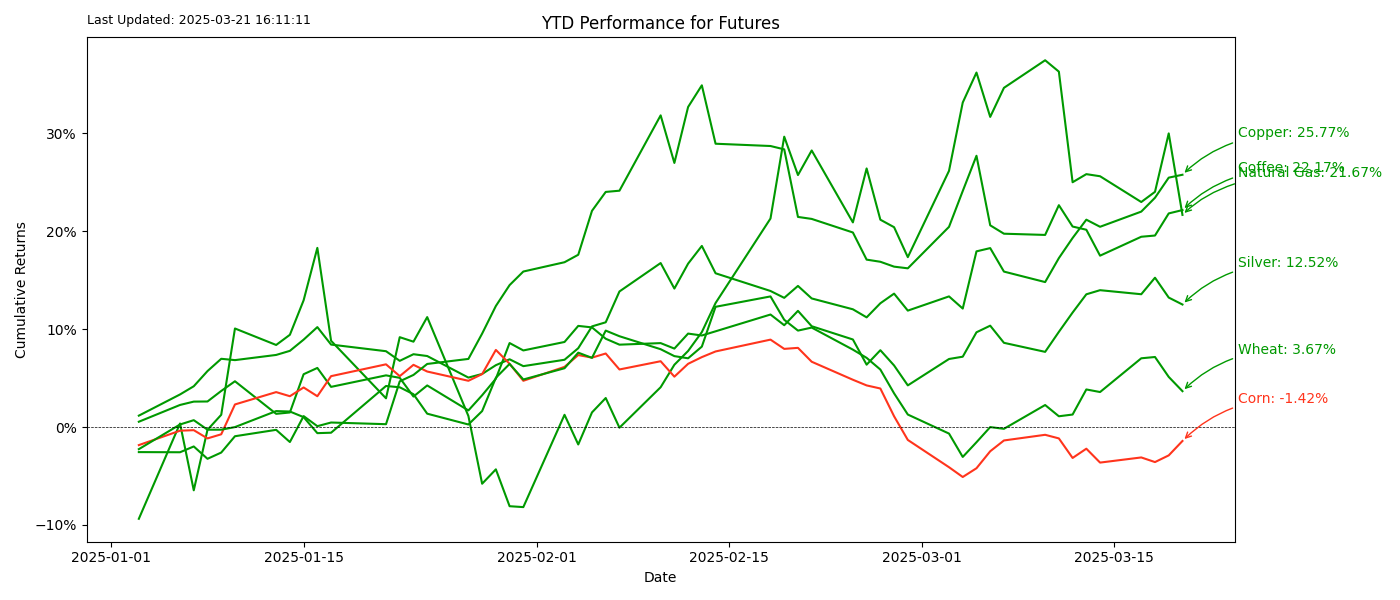 Last Updated: 2025-03-21 16:11:11
YTD Performance for Futures
Cumulative Returns
30%
20%
10%
0%
−10%
2025-01-01
2025-01-15
2025-02-01
2025-02-15
2025-03-01
2025-03-15
Date
Copper: 25.77%
Coffee: 22.17%
Natural Gas: 21.67%
Silver: 12.52%
Wheat: 3.67%
Corn: -1.42%